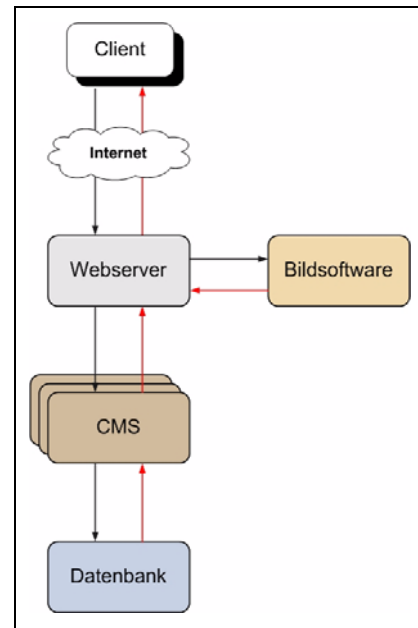 Client
Internet
Webserver
Bildsoftware
CMS
Datenbank